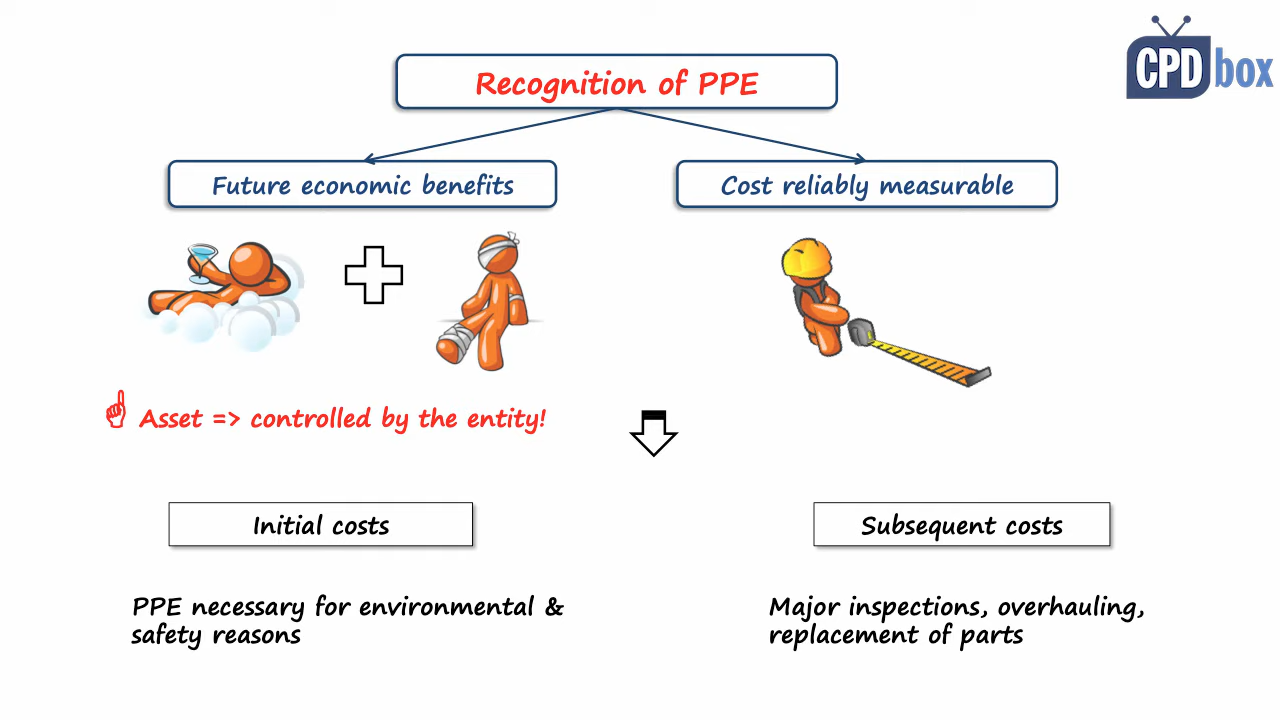 CPD box
Recognition of PPE
Future economic benefits
Cost reliably measurable
Asset => controlled by the entity!
Initial costs
Subsequent costs
PPE necessary for environmental &
safety reasons
Major inspections, overhauling,
replacement of parts